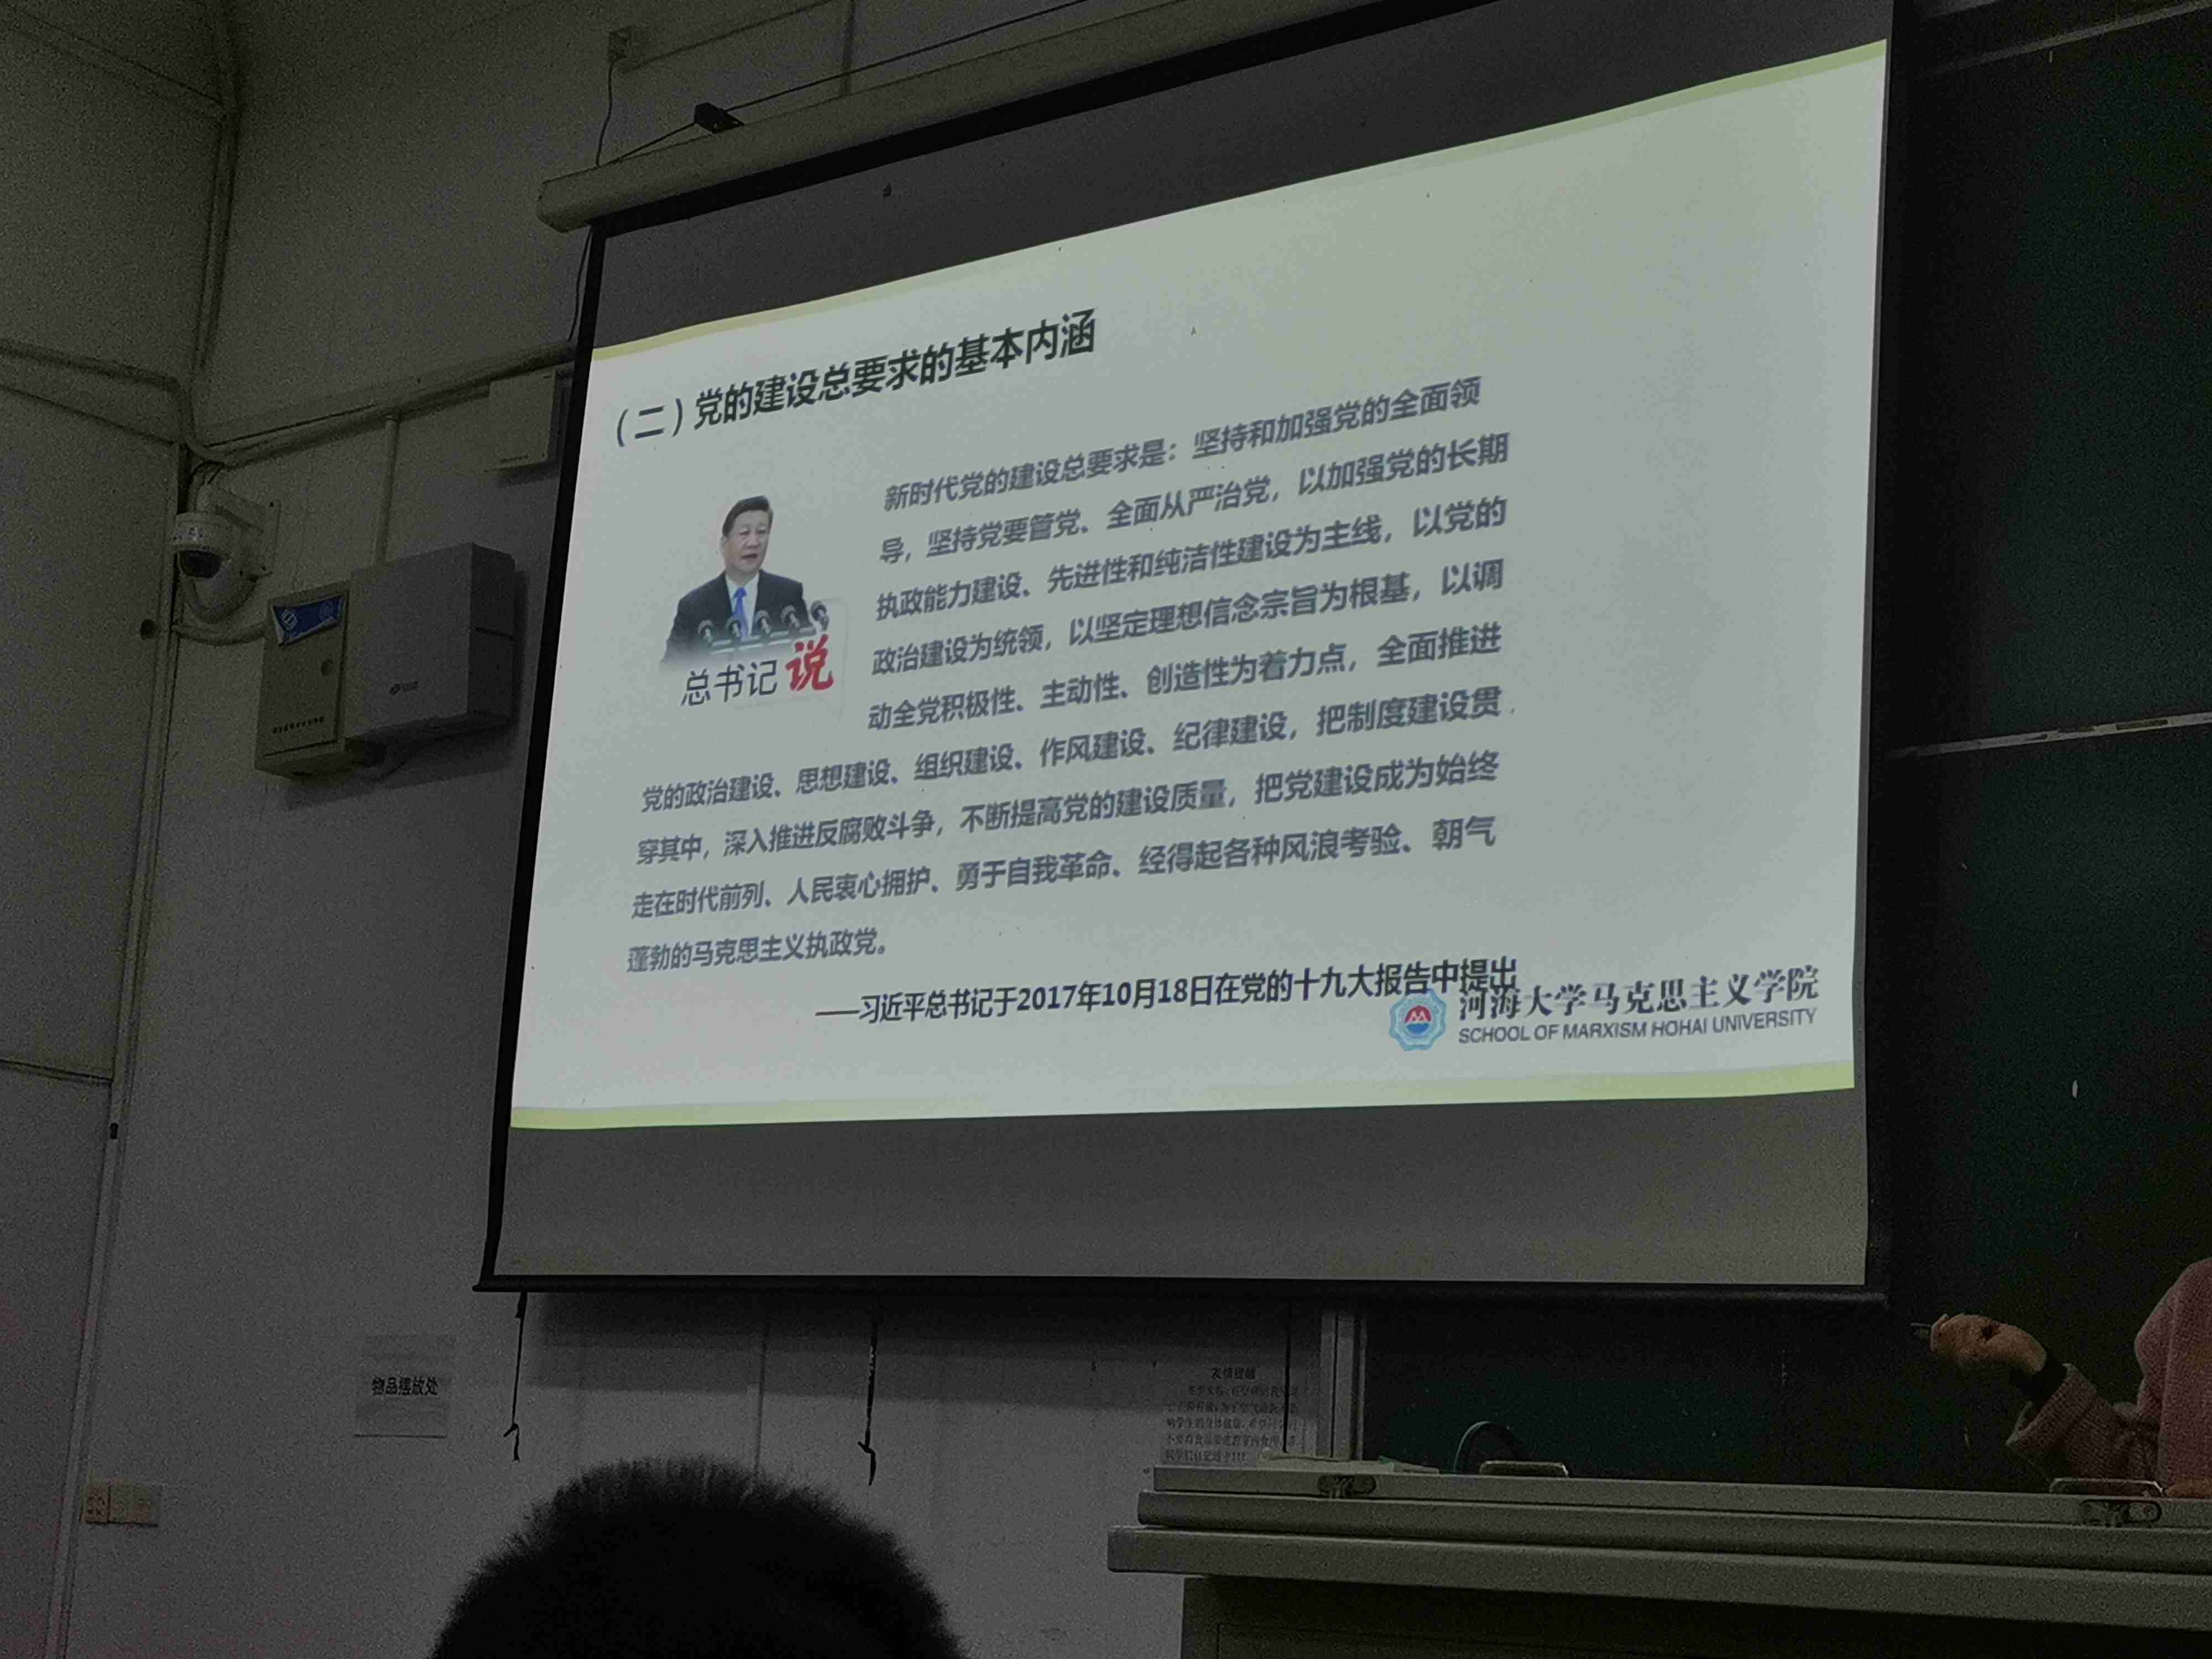 (二)党的建设总要求的基本内涵
新时代党的建设总要求是：坚持和加强党的全面领
导，坚持党要管党、全面从严治党，以加强党的长期
执政能力建设、先进性和纯洁性建设为主线，以党的
政治建设为统领，以坚定理想信念宗旨为根基，以调
动全党积极性、主动性、创造性为着力点，全面推进
党的政治建设、思想建设、组织建设、作风建设、纪律建设，把制度建设贯
穿其中，深入推进反腐败斗争，不断提高党的建设质量，把党建设成为始终
走在时代前列、人民衷心拥护、勇于自我革命、经得起各种风浪考验、朝气
蓬勃的马克思主义执政党。
总书记说
——习近平总书记于2017年10月18日在党的十九大报告中提出
河海大学马克思主义学院
SCHOOL OF MARXISM HOHAI UNIVERSITY
物品摆放处
友情提醒